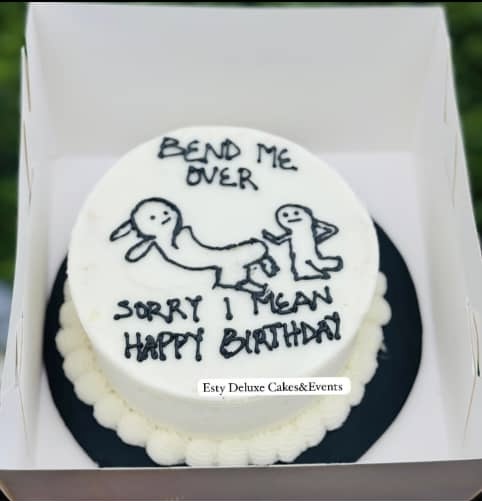 BEND ME
OVER
SORRY I MEAN
HAPPY BIRTHDAY
Esty Deluxe Cakes&Events